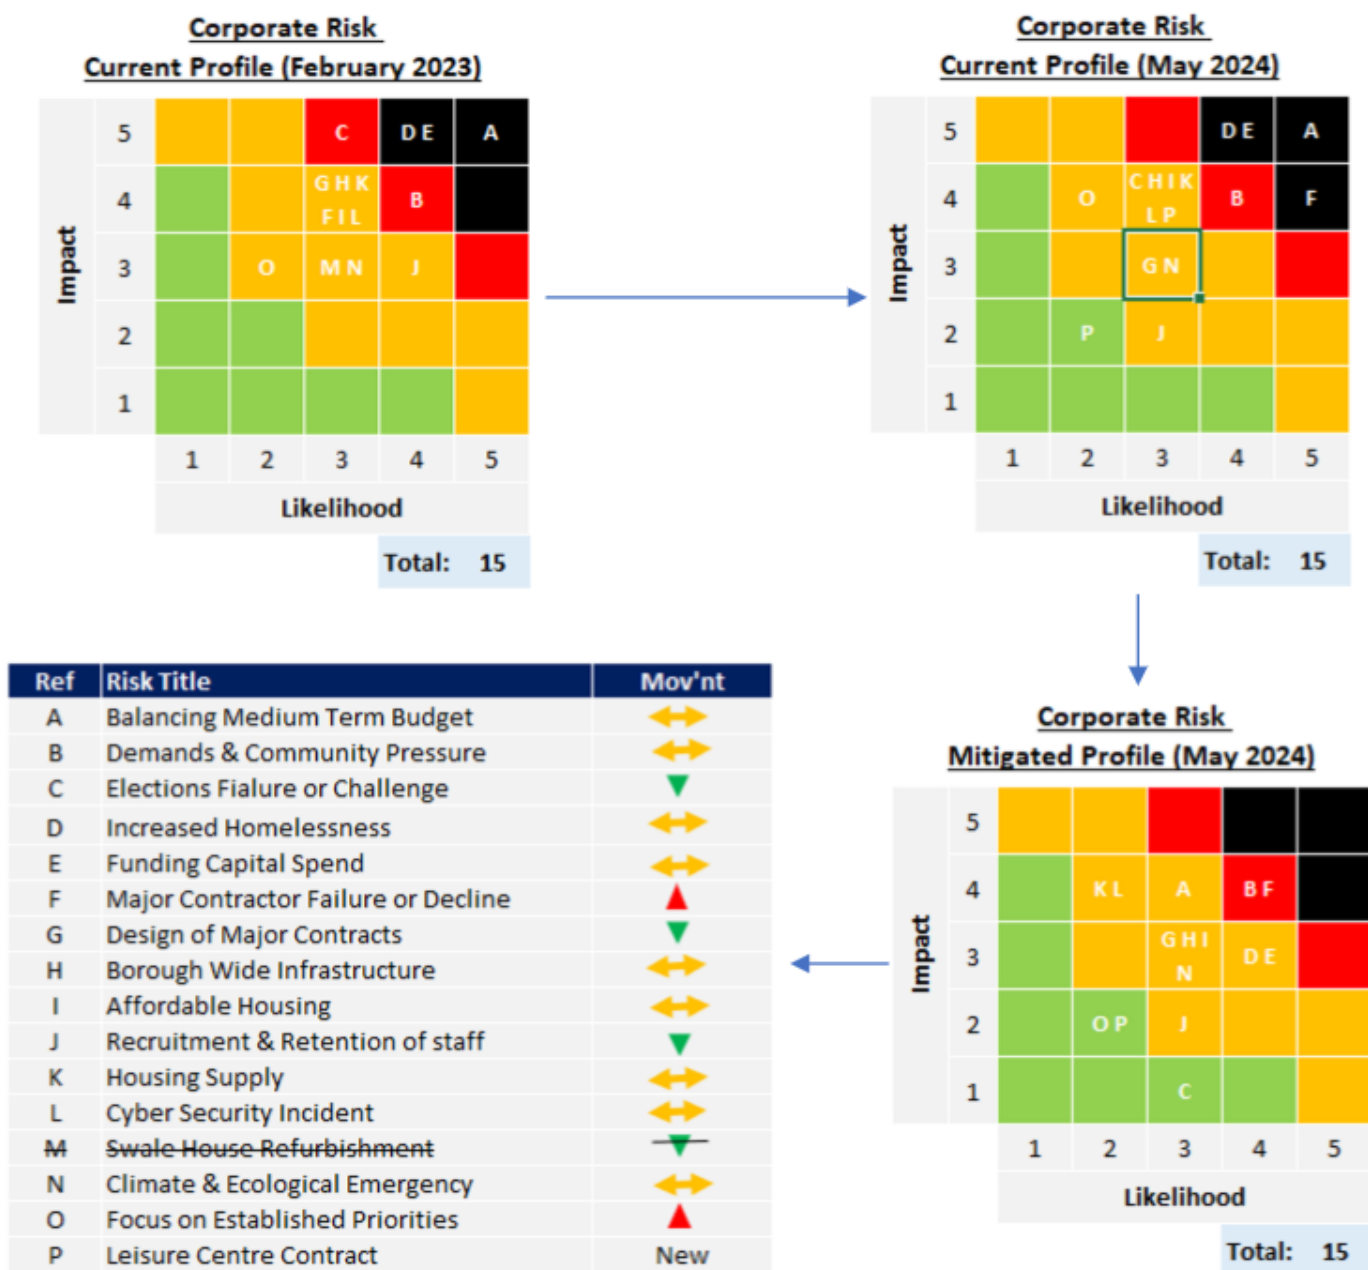 Corporate Risk
Current Profile (February 2023)
Impact
5 C D E A
4 G H K B
F I L
3 O M N J
2
1
1 2 3 4 5
Likelihood
Total: 15
Corporate Risk
Current Profile (May 2024)
Impact
5 D E A
4 O C H I K B F
L P
3 G N
2 P J
1
1 2 3 4 5
Likelihood
Total: 15
Ref Risk Title Mov'nt
A Balancing Medium Term Budget
B Demands & Community Pressure
C Elections Fialure or Challenge
D Increased Homelessness
E Funding Capital Spend
F Major Contractor Failure or Decline
G Design of Major Contracts
H Borough Wide Infrastructure
I Affordable Housing
J Recruitment & Retention of staff
K Housing Supply
L Cyber Security Incident
M Swale House Refurbishment
N Climate & Ecological Emergency
O Focus on Established Priorities
P Leisure Centre Contract New
Corporate Risk
Mitigated Profile (May 2024)
Impact
5
4 K L A B F
3 G H I D E
N
2 O P J
1 C
1 2 3 4 5
Likelihood
Total: 15